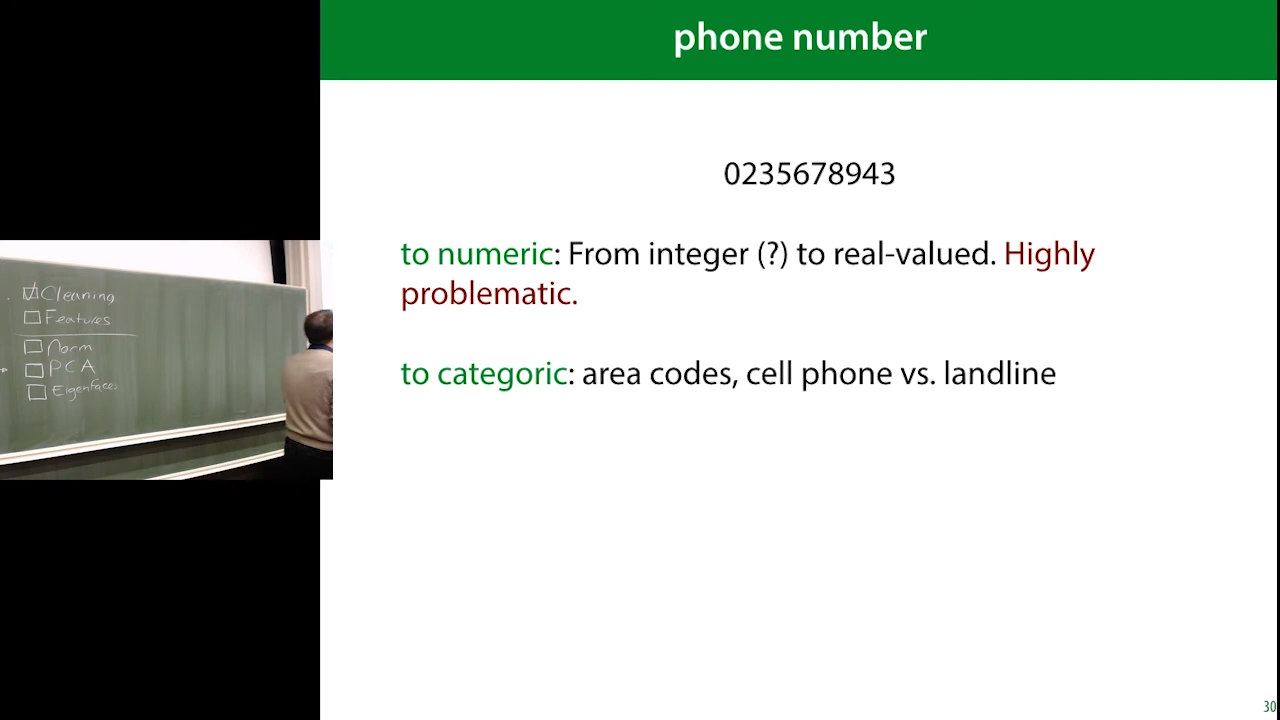 phone number
0235678943
to numeric: From integer (?) to real-valued. Highly
problematic.
to categoric: area codes, cell phone vs. landline
Cleaning
Features
Norm
PCA
Eigenfaces
30